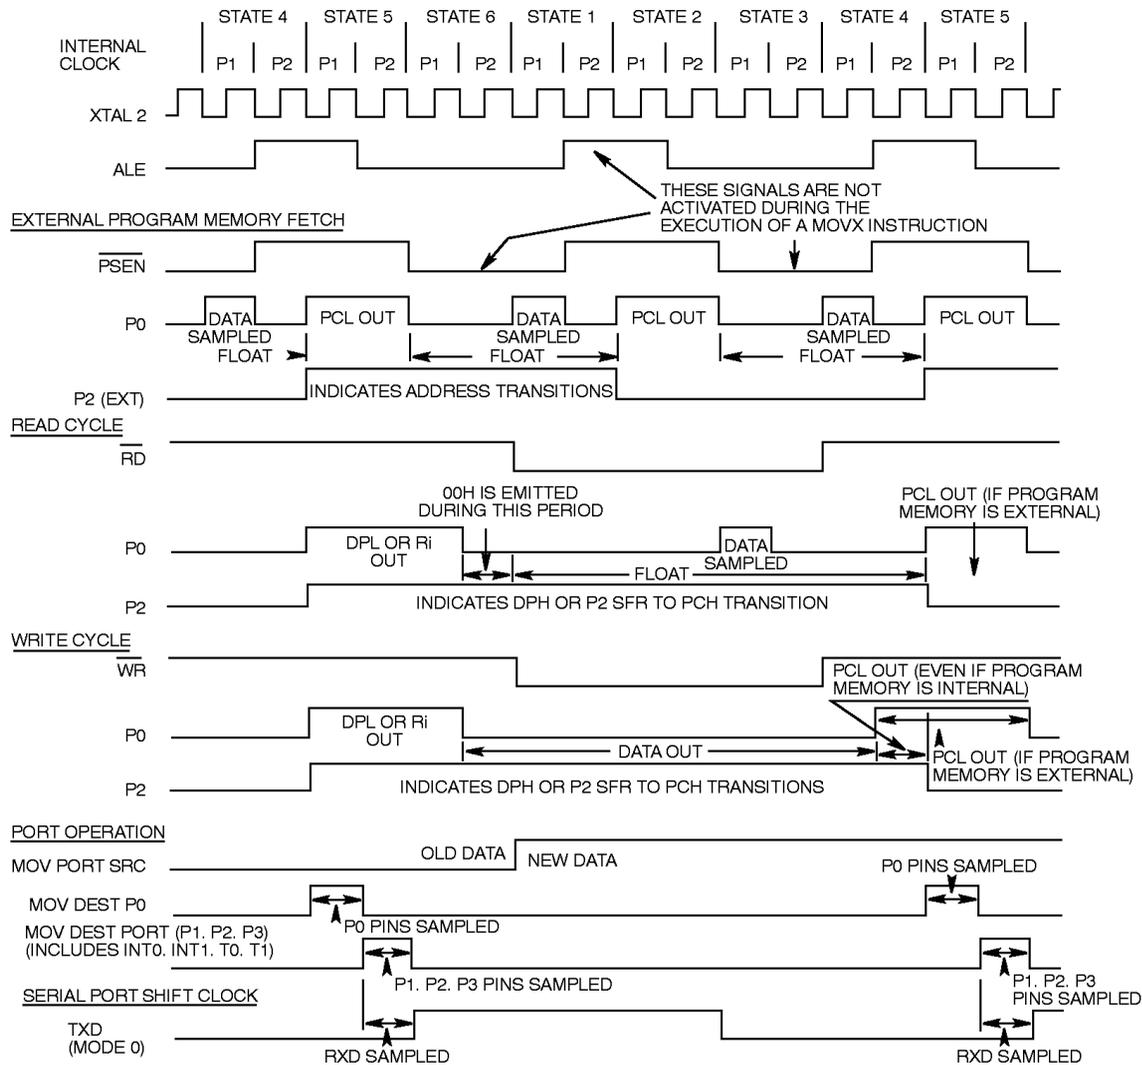 STATE 4 STATE 5 STATE 6 STATE 1 STATE 2 STATE 3 STATE 4 STATE 5
INTERNAL
CLOCK
P1 P2 P1 P2 P1 P2 P1 P2 P1 P2 P1 P2 P1 P2 P1 P2
XTAL 2
ALE
THESE SIGNALS ARE NOT
ACTIVATED DURING THE
EXECUTION OF A MOVX INSTRUCTION
EXTERNAL PROGRAM MEMORY FETCH
PSEN
P0
DATA PCL OUT DATA PCL OUT DATA PCL OUT
SAMPLED SAMPLED SAMPLED
FLOAT FLOAT FLOAT
P2 (EXT)
INDICATES ADDRESS TRANSITIONS
READ CYCLE
RD
00H IS EMITTED
DURING THIS PERIOD
PCL OUT (IF PROGRAM
MEMORY IS EXTERNAL)
P0
DPL OR Ri
OUT
DATA
SAMPLED
FLOAT
P2
INDICATES DPH OR P2 SFR TO PCH TRANSITION
WRITE CYCLE
WR
PCL OUT (EVEN IF PROGRAM
MEMORY IS INTERNAL)
P0
DPL OR Ri
OUT
DATA OUT
PCL OUT (IF PROGRAM
MEMORY IS EXTERNAL)
P2
INDICATES DPH OR P2 SFR TO PCH TRANSITIONS
PORT OPERATION
MOV PORT SRC
OLD DATA NEW DATA
P0 PINS SAMPLED
MOV DEST P0
P0 PINS SAMPLED
MOV DEST PORT (P1. P2. P3)
(INCLUDES INT0. INT1. T0. T1)
P1. P2. P3 PINS SAMPLED
P1. P2. P3
PINS SAMPLED
SERIAL PORT SHIFT CLOCK
TXD
(MODE 0)
RXD SAMPLED RXD SAMPLED